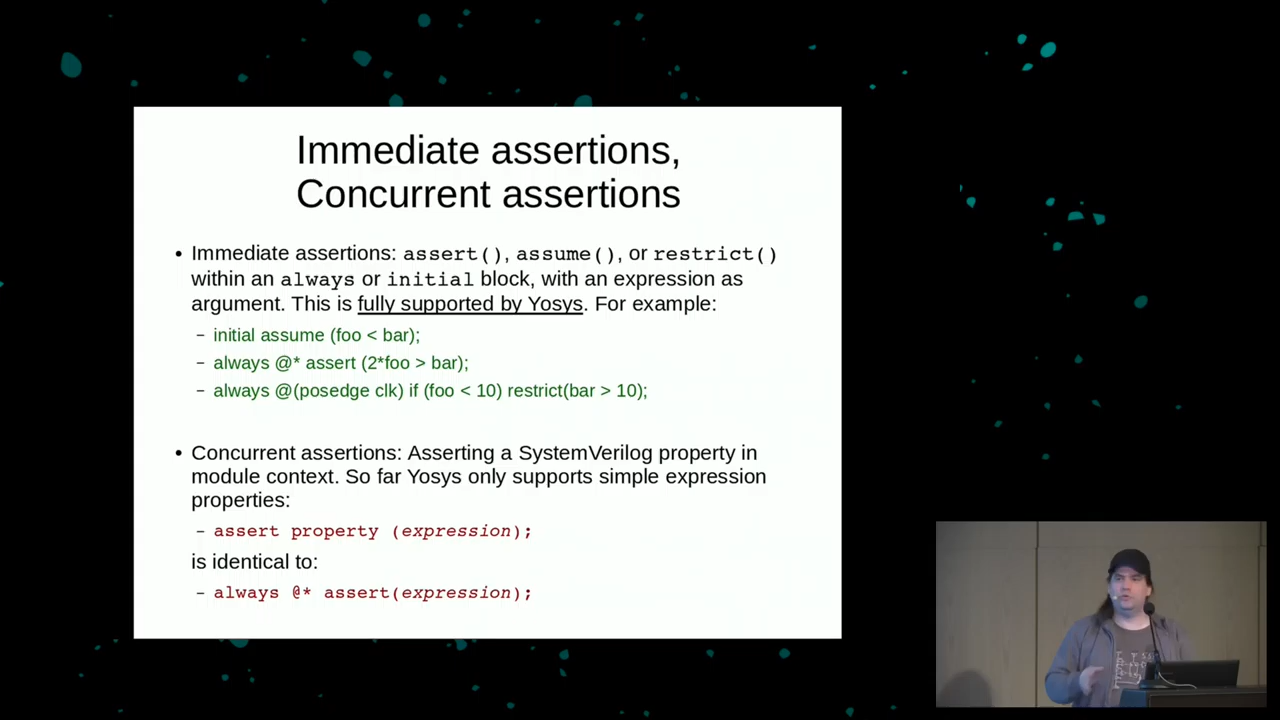 Immediate assertions,
Concurrent assertions
• Immediate assertions: assert(), assume(), or restrict()
within an always or initial block, with an expression as
argument. This is fully supported by Yosys. For example:
– initial assume (foo < bar);
– always @* assert (2*foo > bar);
– always @(posedge clk) if (foo < 10) restrict(bar > 10);
• Concurrent assertions: Asserting a SystemVerilog property in
module context. So far Yosys only supports simple expression
properties:
– assert property (expression);
is identical to:
– always @* assert(expression);